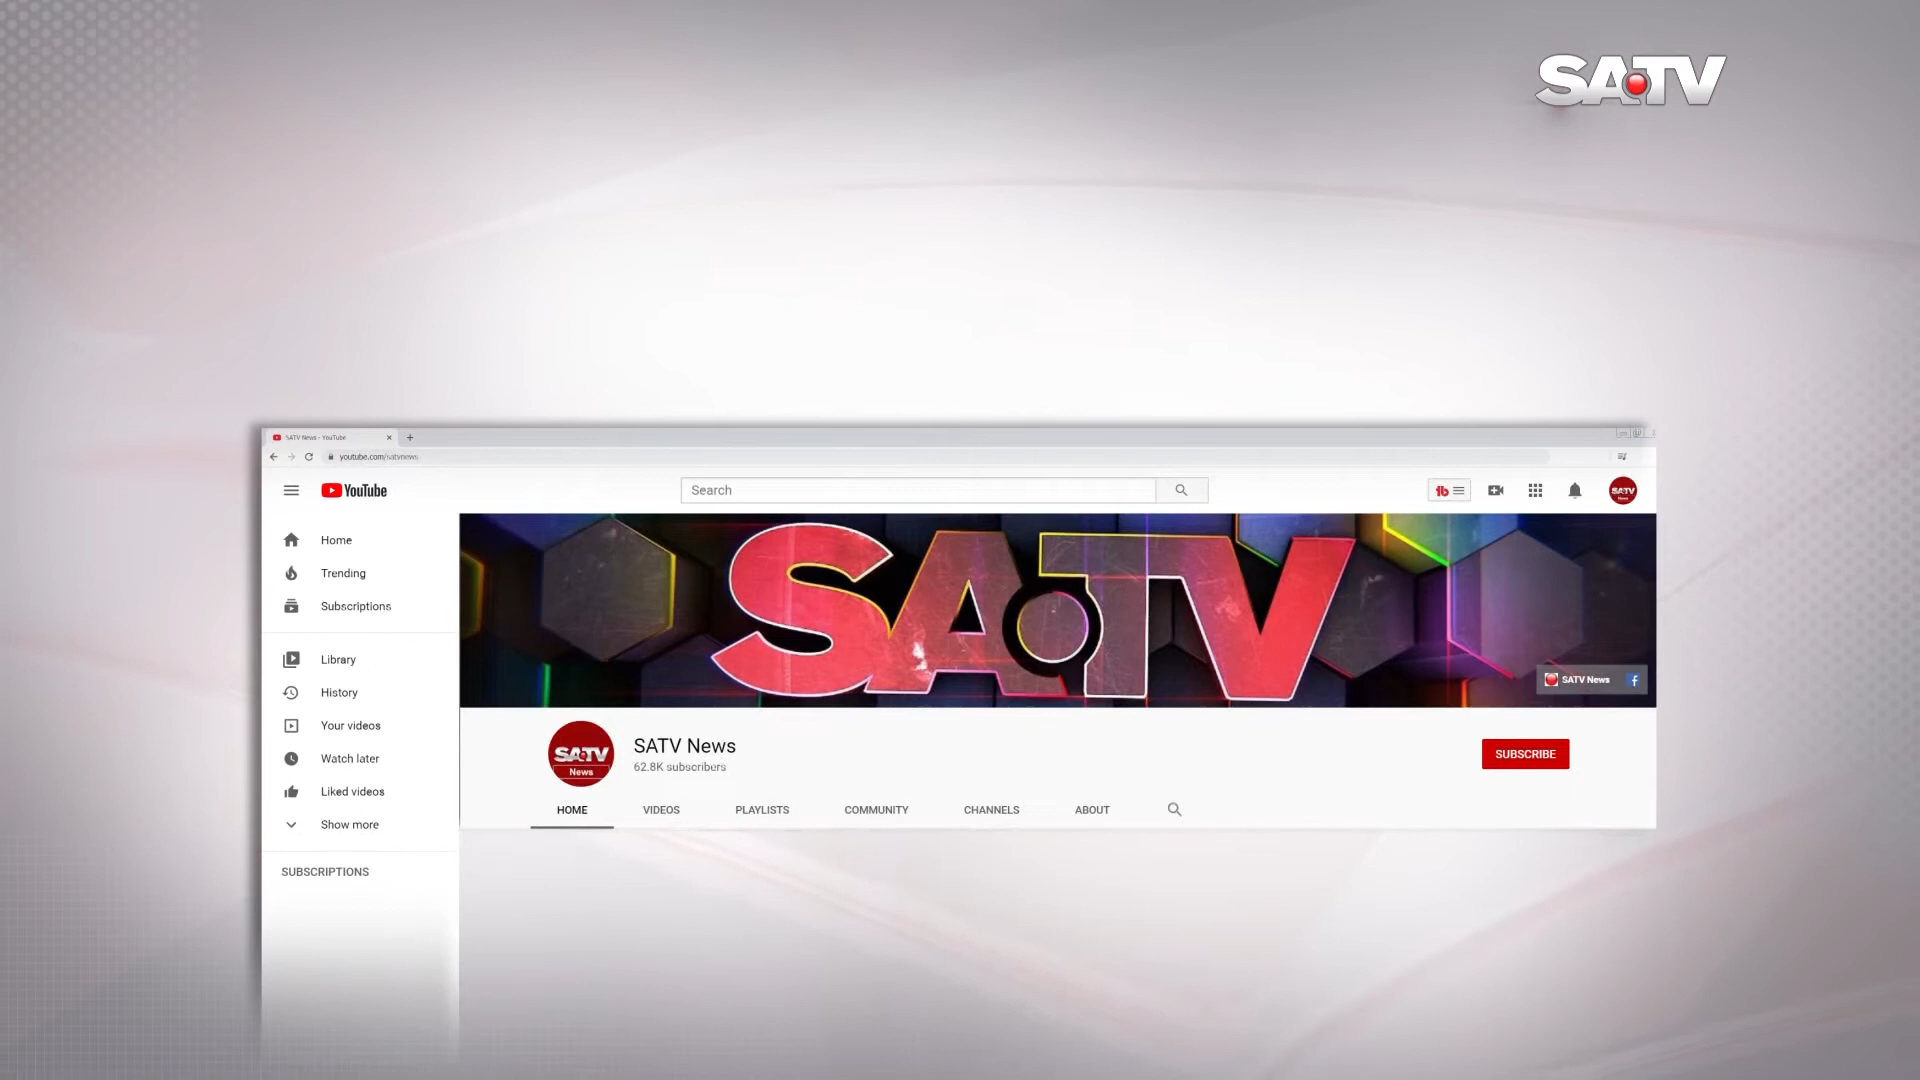 SATV
SATV News - YouTube
youtube.com/satvnews
YouTube
Search
SATV
Home
Trending
Subscriptions
Library
History
Your videos
Watch later
Liked videos
Show more
SUBSCRIPTIONS
SATV
SATV News
SATV
News
SATV News
62.8K subscribers
SUBSCRIBE
HOME VIDEOS PLAYLISTS COMMUNITY CHANNELS ABOUT